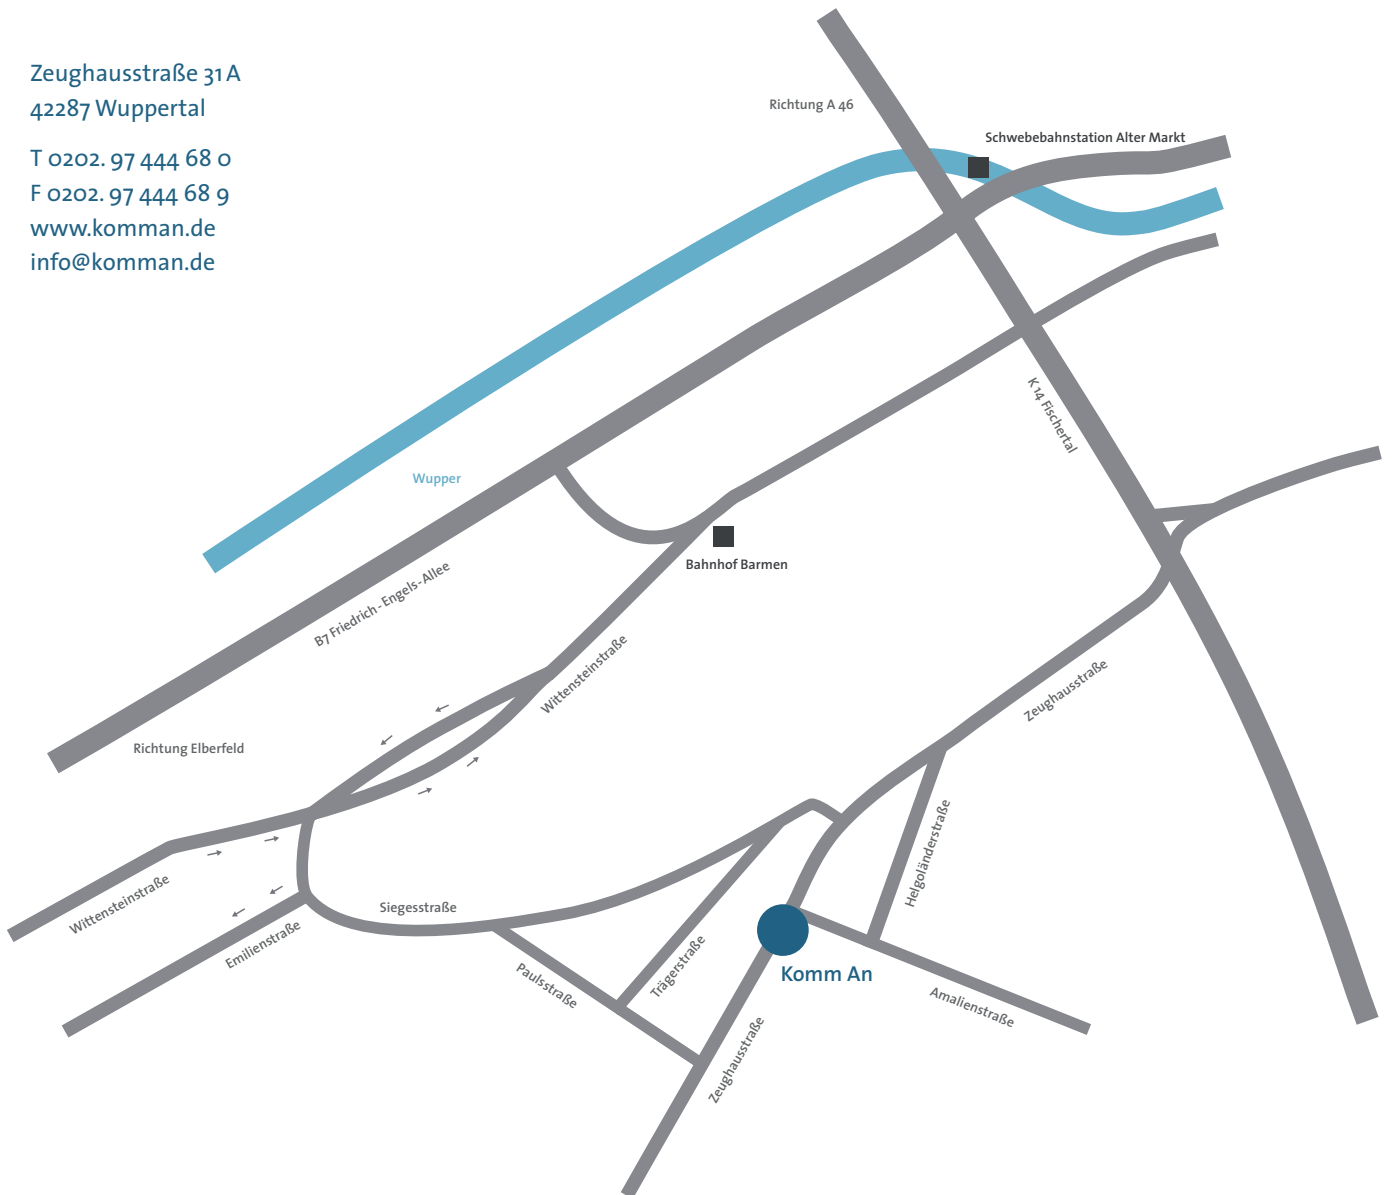 Zeughausstraße 31 A
42287 Wuppertal
T 0202. 97 444 68 0
F 0202. 97 444 68 9
www.komman.de
info@komman.de
Richtung A 46
Schwebebahnstation Alter Markt
K 14 Fischertal
Wupper
Bahnhof Barmen
B7 Friedrich-Engels-Allee
Wittensteinstraße
Zeughausstraße
Richtung Elberfeld
Helgoländerstraße
Wittensteinstraße
Siegesstraße
Emilienstraße
Paulsstraße
Trägerstraße
Komm An
Amalienstraße
Zeughausstraße